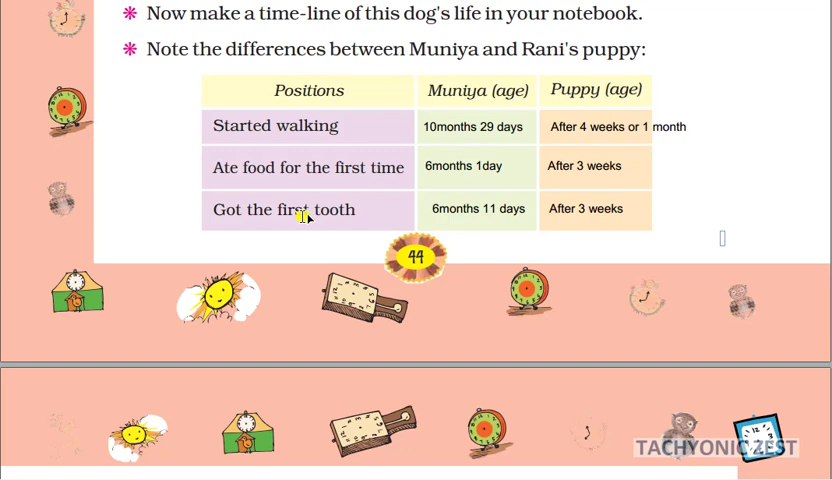 Now make a time-line of this dog's life in your notebook.
Note the differences between Muniya and Rani's puppy:
Positions Muniya (age) Puppy (age)
Started walking 10months 29 days After 4 weeks or 1 month
Ate food for the first time 6months 1day After 3 weeks
Got the first tooth 6months 11 days After 3 weeks
44
TACHYONIC ZEST